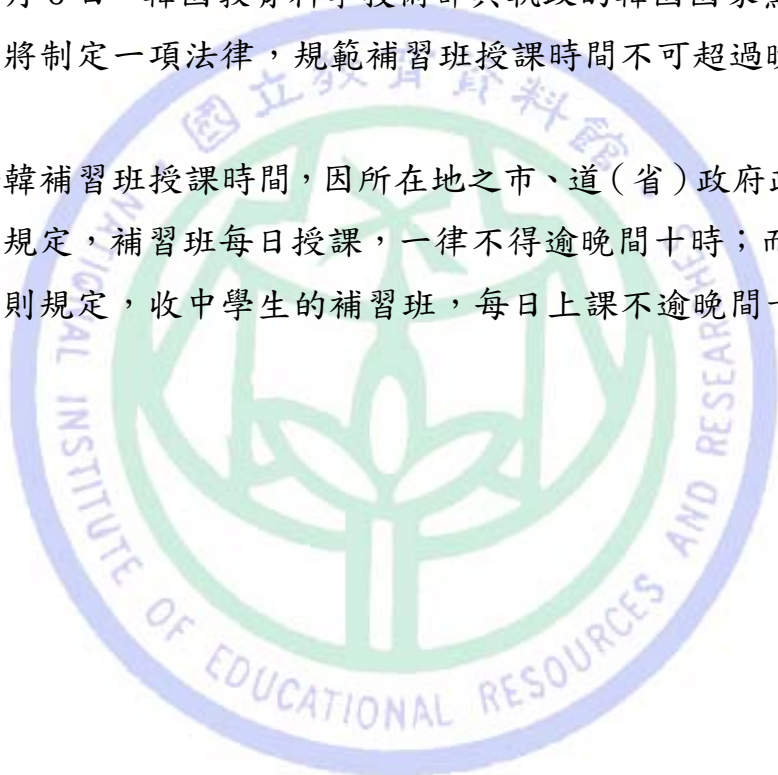 將制定一項法律，規範補習班授課時間不可超過
韓補習班授課時間，因所在地之市、道（省）政府
規定，補習班每日授課，一律不得逾晚間十時；而
則規定，收中學生的補習班，每日上課不逾晚間
國立教育資料館
NATIONAL INSTITUTE OF EDUCATIONAL RESOURCES AND RESEARCH